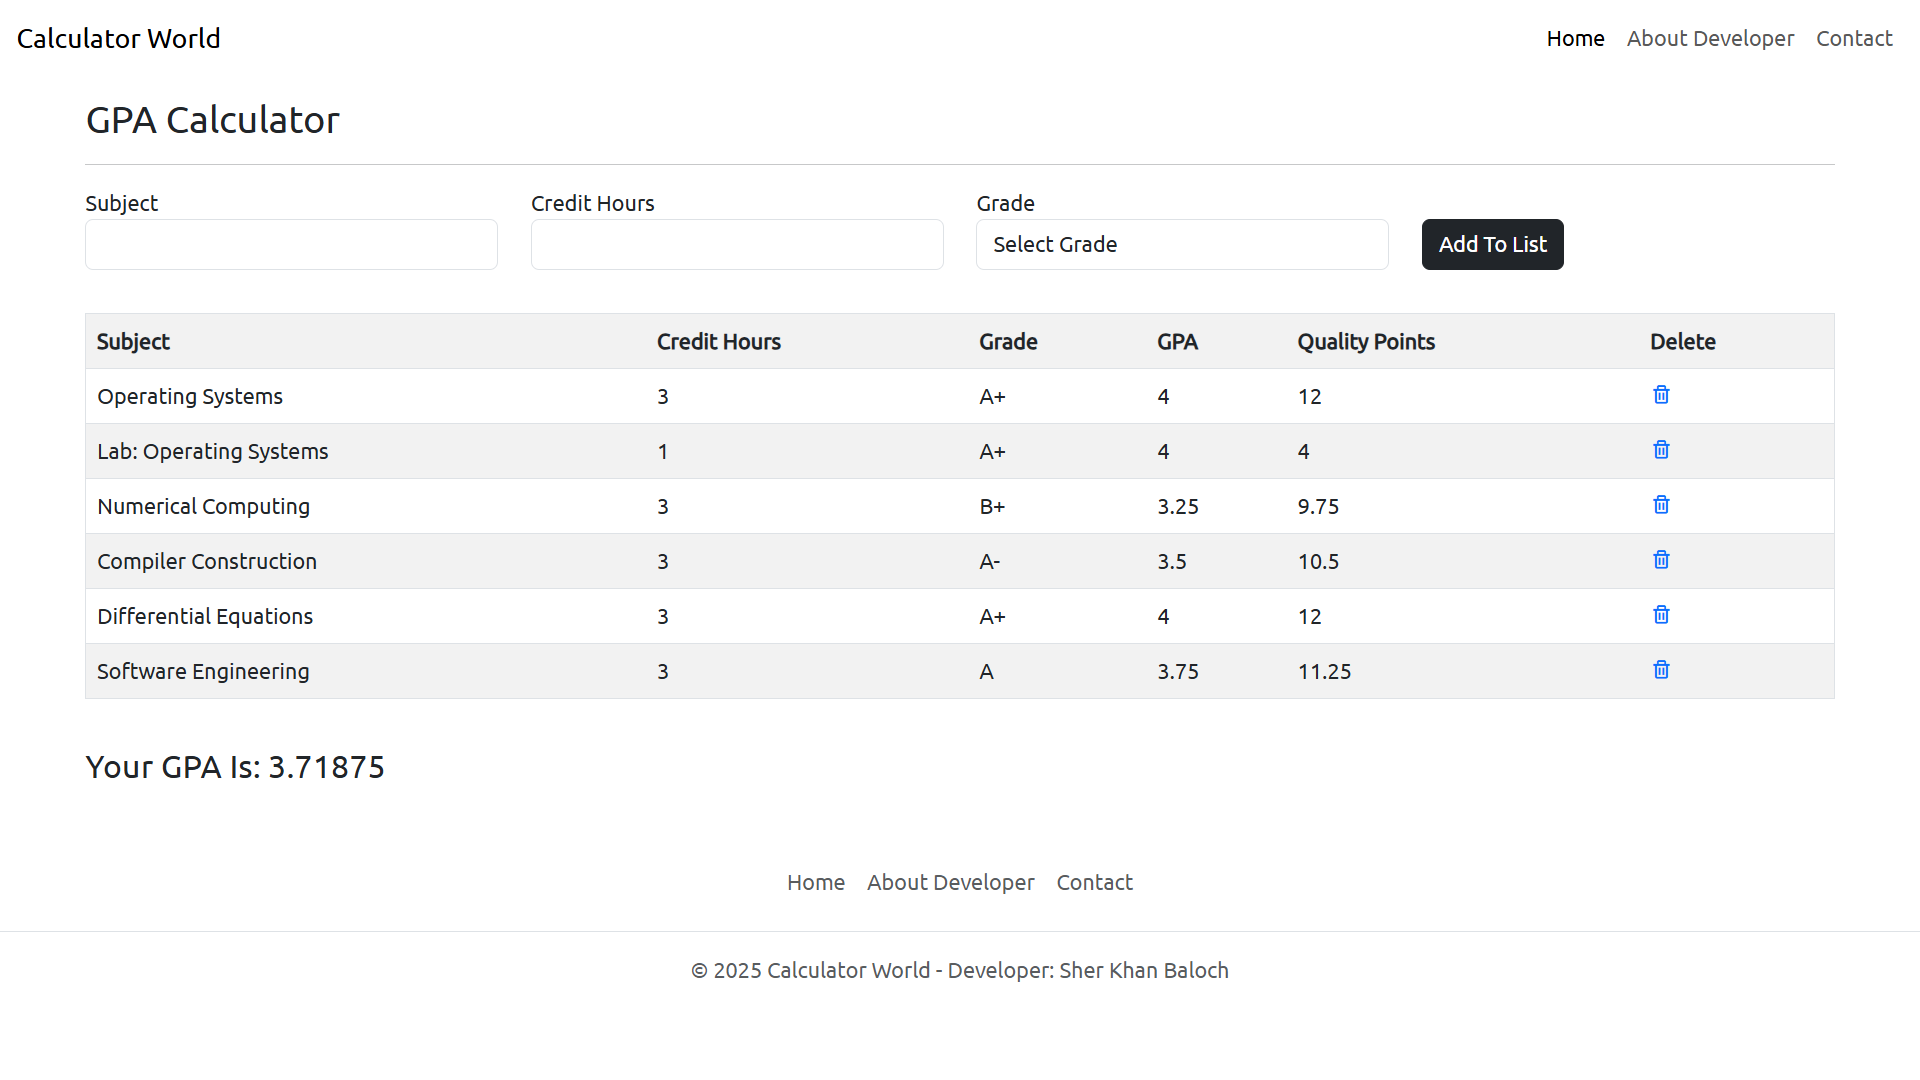 Calculator World Home About Developer Contact
GPA Calculator
Subject Credit Hours Grade
Select Grade Add To List
Subject Credit Hours Grade GPA Quality Points Delete
Operating Systems 3 A+ 4 12
Lab: Operating Systems 1 A+ 4 4
Numerical Computing 3 B+ 3.25 9.75
Compiler Construction 3 A- 3.5 10.5
Differential Equations 3 A+ 4 12
Software Engineering 3 A 3.75 11.25
Your GPA Is: 3.71875
Home About Developer Contact
© 2025 Calculator World - Developer: Sher Khan Baloch